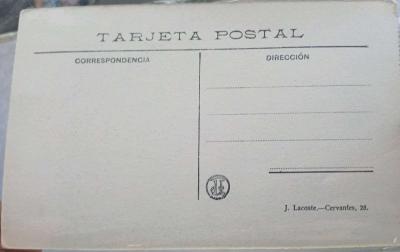 TARJETA POSTAL
CORRESPONDENCIA
DIRECCIÓN
J. Lacoste.—Cervantes, 28.